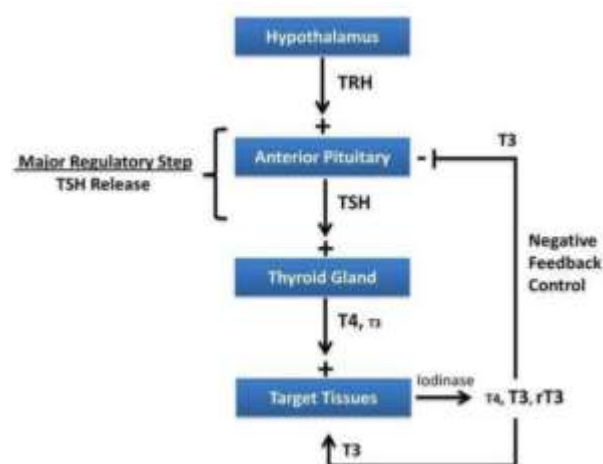 Hypothalamus
TRH
+
T3
Major Regulatory Step
TSH Release
Anterior Pituitary
-
TSH
+
Negative
Feedback
Control
Thyroid Gland
T4, T3
+
Target Tissues
Iodinase
T4, T3, rT3
T3